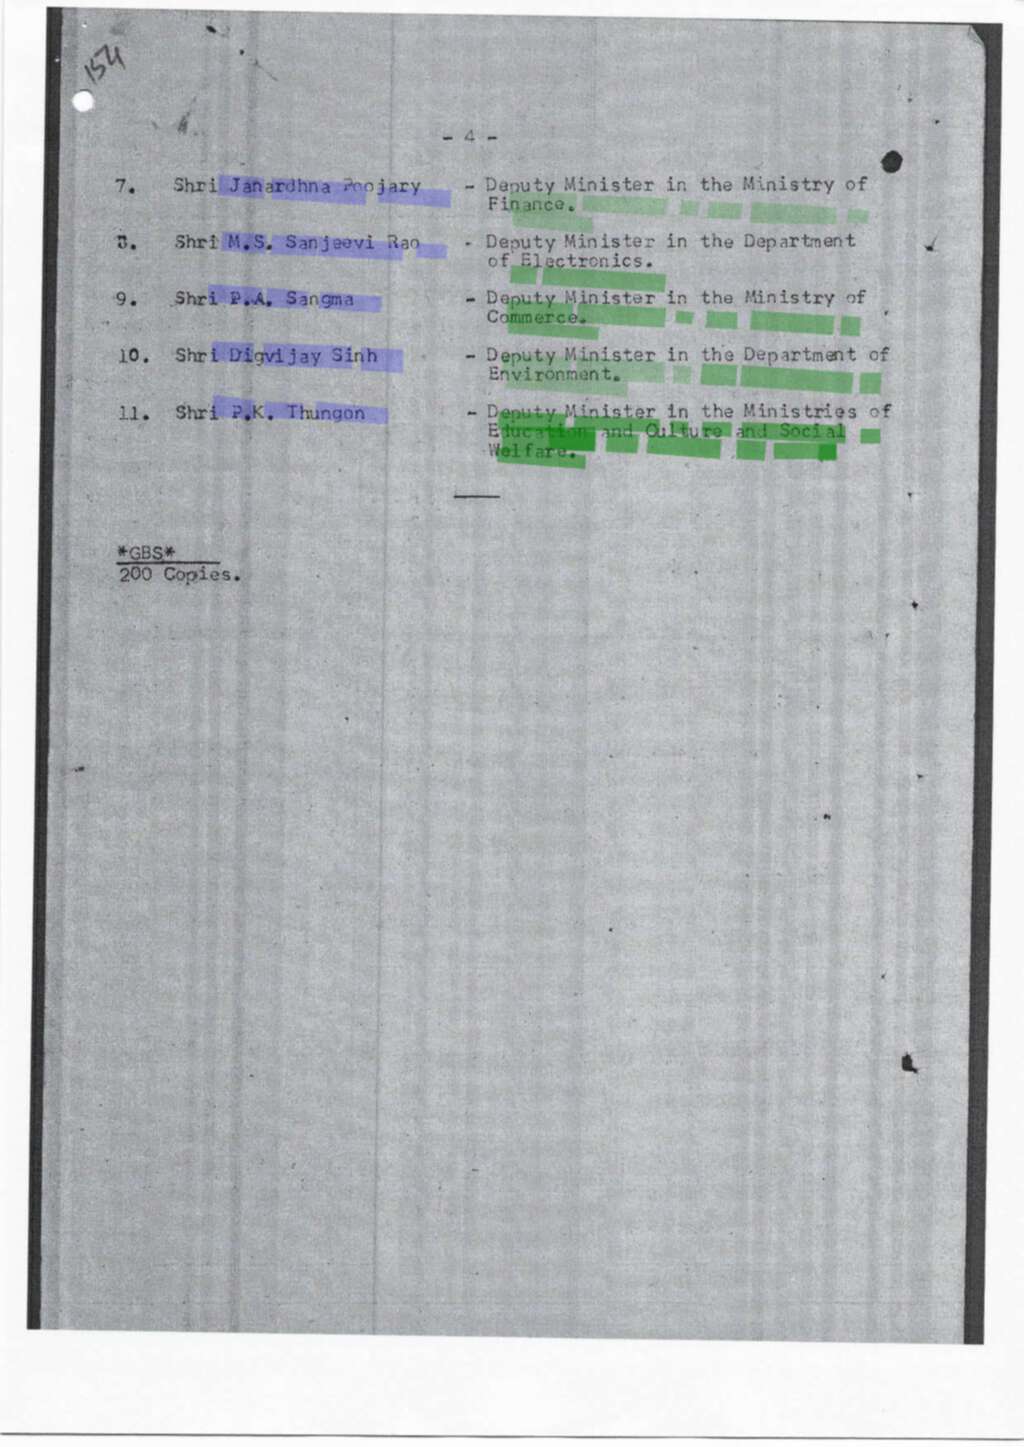 154
- 4 -
7. Shri Janardhna Poojary - Deputy Minister in the Ministry of
Finance.
8. Shri M.S. Sanjeevi Rao - Deputy Minister in the Department
of Electronics.
9. Shri P.A. Sangma - Deputy Minister in the Ministry of
Commerce.
10. Shri Digvijay Sinh - Deputy Minister in the Department of
Environment.
11. Shri P.K. Thungon - Deputy Minister in the Ministries of
Education and Culture and Social
Welfare.
*GBS*
200 Copies.